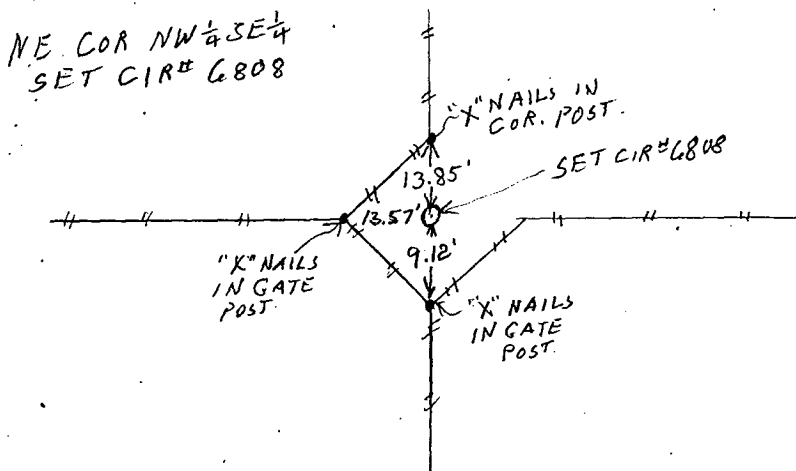 NE COR NW¼SE¼
SET CIR# 6808
"X" NAILS IN
COR. POST.
SET CIR# 6808
13.85'
13.57'
9.12'
"X" NAILS
IN GATE
POST.
"X" NAILS
IN GATE
POST.